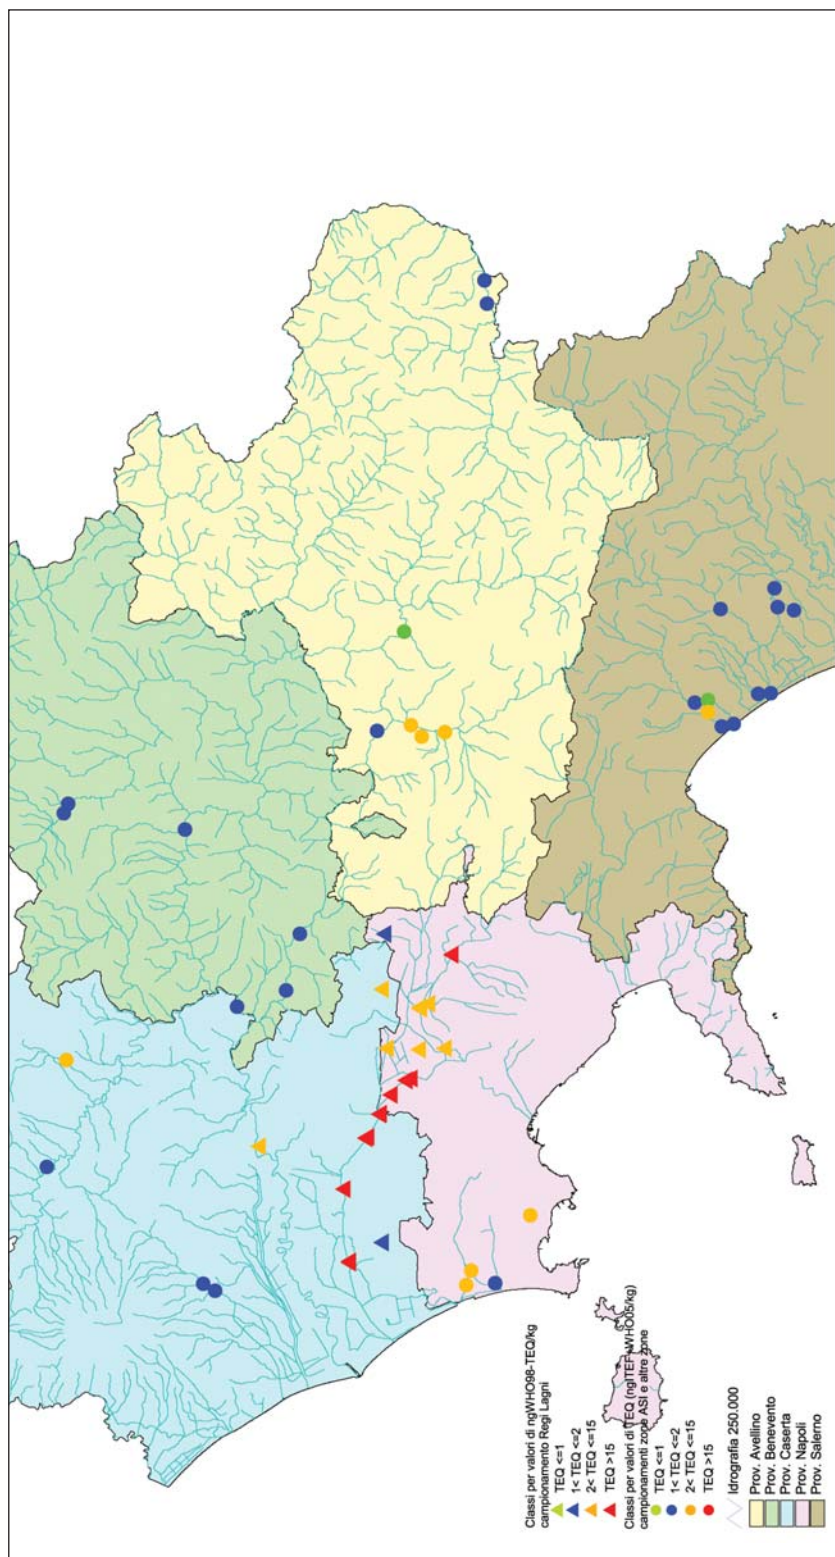 Classi per valori di ngWHO98-TEQ/kg
campionamento Regi Lagni
TEQ <=1
1< TEQ <=2
2< TEQ <=15
TEQ >15
Classi per valori di TEQ (ngITEF+WHO05/kg)
campionamenti zone ASI e altre zone
TEQ <=1
1< TEQ <=2
2< TEQ <=15
TEQ >15
Idrografia 250.000
Prov. Avellino
Prov. Benevento
Prov. Caserta
Prov. Napoli
Prov. Salerno